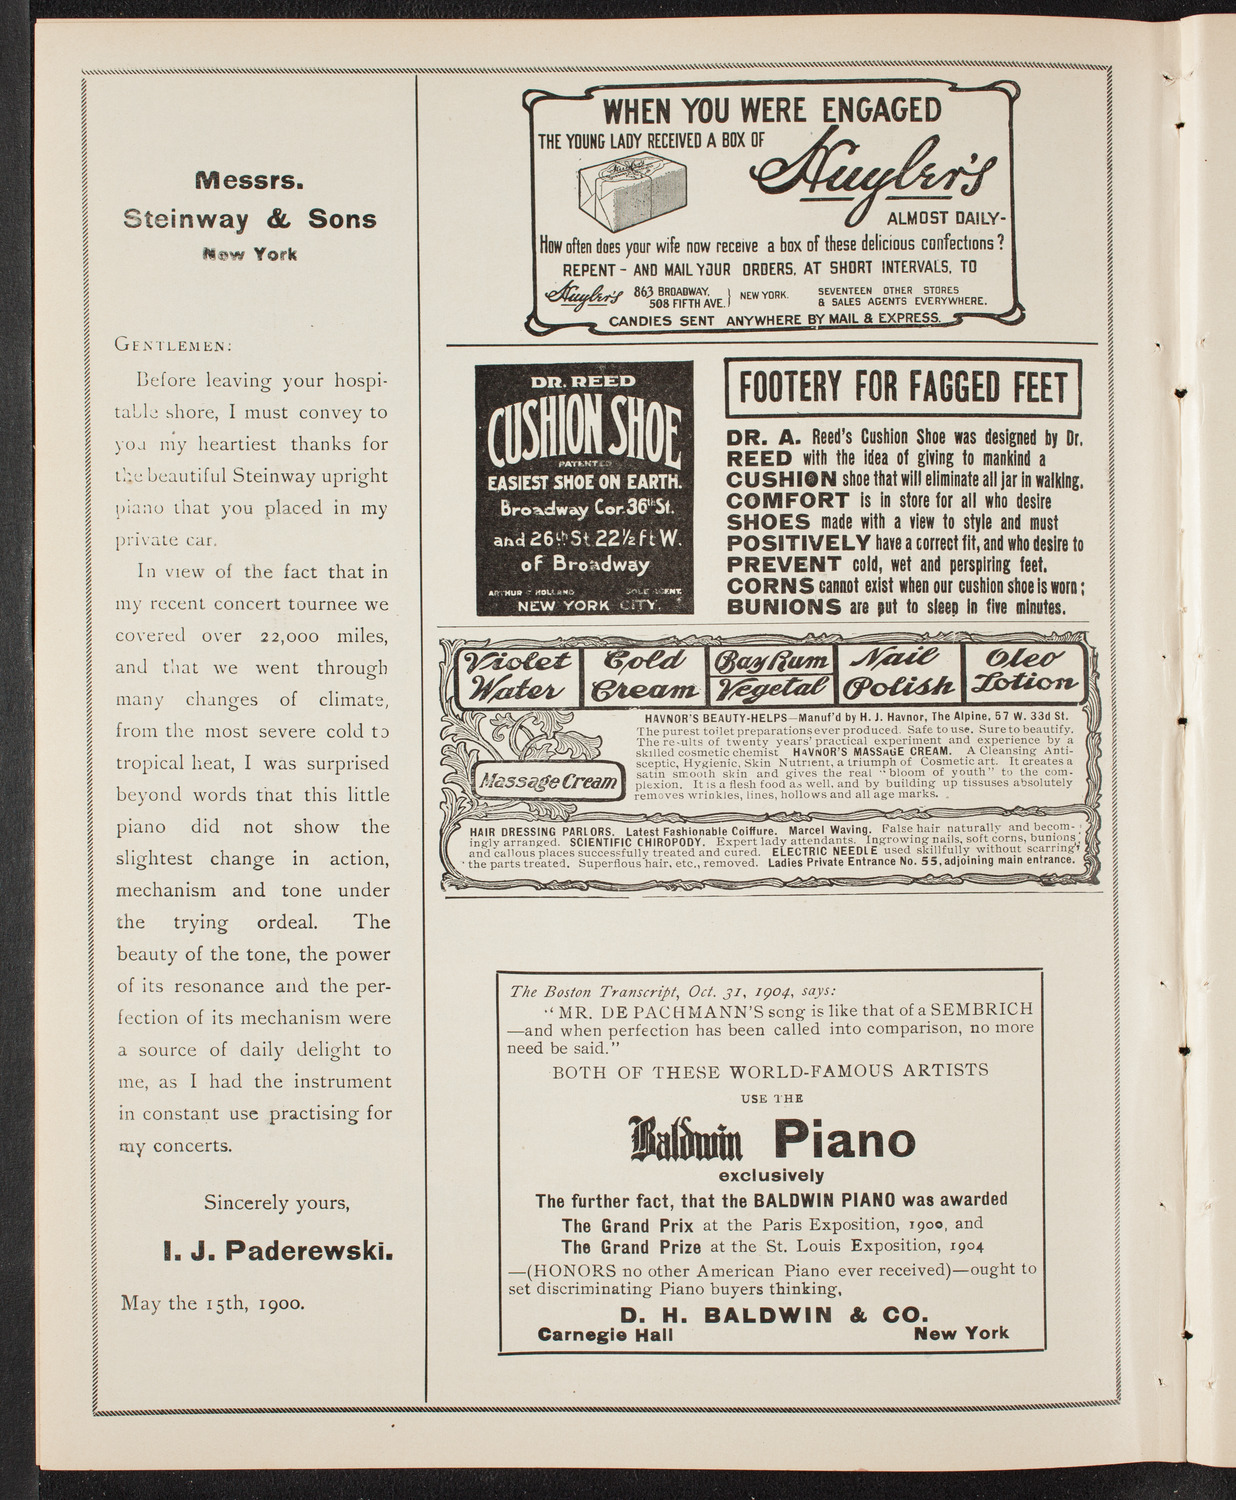 Messrs.
Steinway & Sons
New York
GENTLEMEN:
Before leaving your hospi-
table shore, I must convey to
you my heartiest thanks for
the beautiful Steinway upright
piano that you placed in my
private car.
In view of the fact that in
my recent concert tournee we
covered over 22,000 miles,
and that we went through
many changes of climate,
from the most severe cold to
tropical heat, I was surprised
beyond words that this little
piano did not show the
slightest change in action,
mechanism and tone under
the trying ordeal. The
beauty of the tone, the power
of its resonance and the per-
fection of its mechanism were
a source of daily delight to
me, as I had the instrument
in constant use practising for
my concerts.
Sincerely yours,
I. J. Paderewski.
May the 15th, 1900.
WHEN YOU WERE ENGAGED
THE YOUNG LADY RECEIVED A BOX OF
Huyler's
ALMOST DAILY-
How often does your wife now receive a box of these delicious confections?
REPENT - AND MAIL YOUR ORDERS, AT SHORT INTERVALS, TO
Huyler's 863 BROADWAY, 508 FIFTH AVE. } NEW YORK. SEVENTEEN OTHER STORES & SALES AGENTS EVERYWHERE.
CANDIES SENT ANYWHERE BY MAIL & EXPRESS.
DR. REED
CUSHION SHOE
PATENTED
EASIEST SHOE ON EARTH.
Broadway Cor. 36th St.
and 26th St 22½ ft W.
of Broadway
ARTHUR HOLLAND SOLE AGENT.
NEW YORK CITY.
FOOTERY FOR FAGGED FEET
DR. A. Reed's Cushion Shoe was designed by Dr.
REED with the idea of giving to mankind a
CUSHION shoe that will eliminate all jar in walking.
COMFORT is in store for all who desire
SHOES made with a view to style and must
POSITIVELY have a correct fit, and who desire to
PREVENT cold, wet and perspiring feet.
CORNS cannot exist when our cushion shoe is worn;
BUNIONS are put to sleep in five minutes.
Violet Water
Cold Cream
Bay Rum
Vegetal
Nail Polish
Oleo Lotion
Massage Cream
HAVNOR'S BEAUTY-HELPS—Manuf'd by H. J. Havnor, The Alpine, 57 W. 33d St.
The purest toilet preparations ever produced. Safe to use. Sure to beautify.
The re-ults of twenty years' practical experiment and experience by a
skilled cosmetic chemist HAVNOR'S MASSAGE CREAM. A Cleansing Anti-
sceptic, Hygienic, Skin Nutrient, a triumph of Cosmetic art. It creates a
satin smooth skin and gives the real "bloom of youth" to the com-
plexion. It is a flesh food as well, and by building up tissuses absolutely
removes wrinkles, lines, hollows and all age marks.
HAIR DRESSING PARLORS. Latest Fashionable Coiffure. Marcel Waving. False hair naturally and becom-
ingly arranged. SCIENTIFIC CHIROPODY. Expert lady attendants. Ingrowing nails, soft corns, bunions
and callous places successfully treated and cured. ELECTRIC NEEDLE used skillfully without scarring
the parts treated. Superflous hair, etc., removed. Ladies Private Entrance No. 55, adjoining main entrance.
The Boston Transcript, Oct. 31, 1904, says:
"MR. DE PACHMANN'S song is like that of a SEMBRICH
—and when perfection has been called into comparison, no more
need be said."
BOTH OF THESE WORLD-FAMOUS ARTISTS
USE THE
Baldwin Piano
exclusively
The further fact, that the BALDWIN PIANO was awarded
The Grand Prix at the Paris Exposition, 1900, and
The Grand Prize at the St. Louis Exposition, 1904
—(HONORS no other American Piano ever received)—ought to
set discriminating Piano buyers thinking,
D. H. BALDWIN & CO.
Carnegie Hall New York